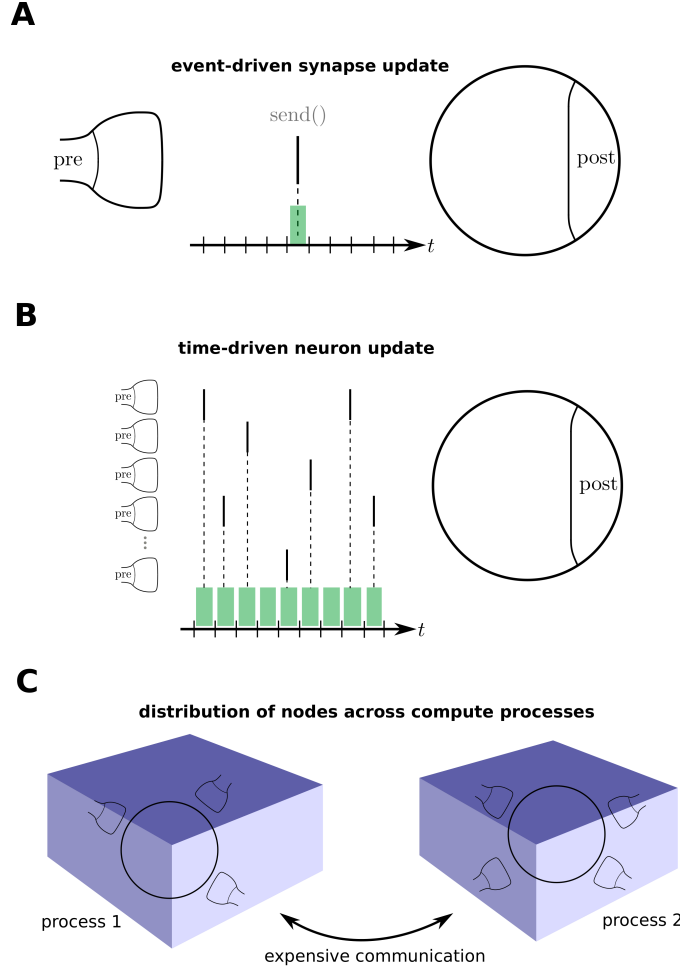 A
event-driven synapse update
send()
pre
post
t
B
time-driven neuron update
pre
pre
pre
pre
pre
post
t
C
distribution of nodes across compute processes
process 1
process 2
expensive communication